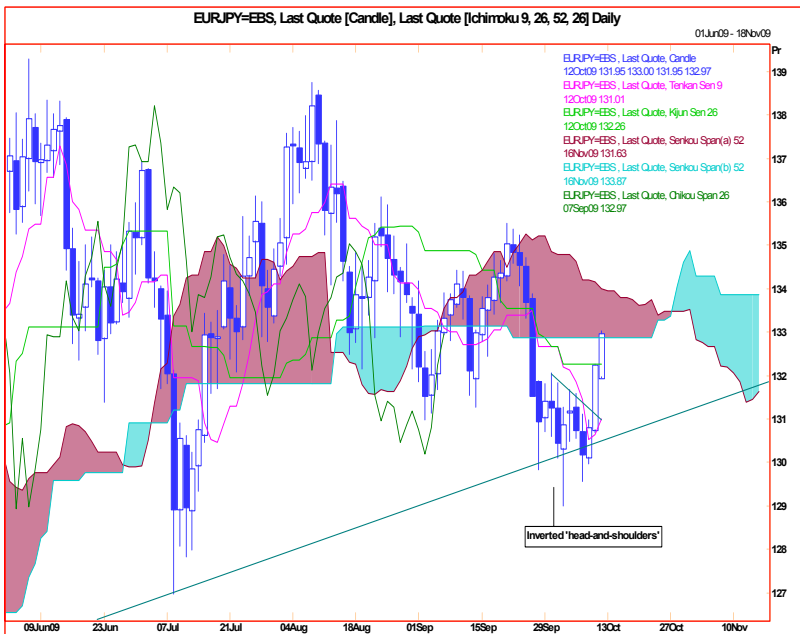 EURJPY=EBS, Last Quote [Candle], Last Quote [Ichimoku 9, 26, 52, 26] Daily
01Jun09 - 18Nov09
Pr
EURJPY=EBS , Last Quote, Candle
12Oct09 131.95 133.00 131.95 132.97
EURJPY=EBS , Last Quote, Tenkan Sen 9
12Oct09 131.01
EURJPY=EBS , Last Quote, Kijun Sen 26
12Oct09 132.26
EURJPY=EBS , Last Quote, Senkou Span(a) 52
16Nov09 131.63
EURJPY=EBS , Last Quote, Senkou Span(b) 52
16Nov09 133.87
EURJPY=EBS , Last Quote, Chikou Span 26
07Sep09 132.97
139
138
137
136
135
134
133
132
131
130
129
128
127
Inverted 'head-and-shoulders'
09Jun09 23Jun 07Jul 21Jul 04Aug 18Aug 01Sep 15Sep 29Sep 13Oct 27Oct 10Nov